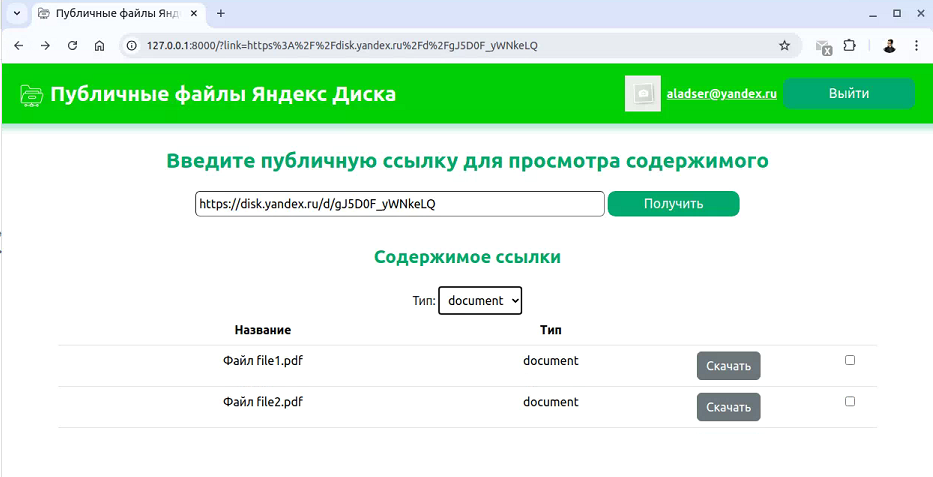 Публичные файлы Янд
127.0.0.1:8000/?link=https%3A%2F%2Fdisk.yandex.ru%2Fd%2FgJ5D0F_yWNkeLQ
X
Публичные файлы Яндекс Диска
aladser@yandex.ru
Выйти
Введите публичную ссылку для просмотра содержимого
https://disk.yandex.ru/d/gJ5D0F_yWNkeLQ
Получить
Содержимое ссылки
Тип: document
Название Тип
Файл file1.pdf document Скачать
Файл file2.pdf document Скачать